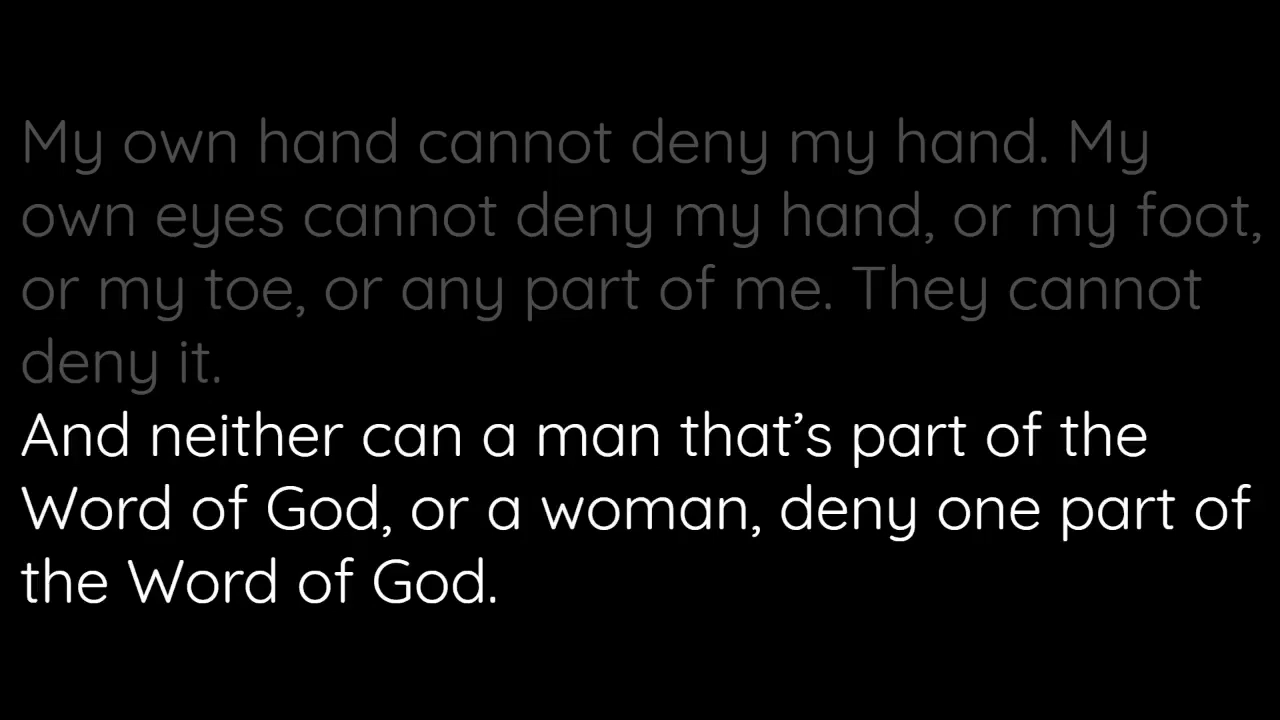 My own hand cannot deny my hand. My
own eyes cannot deny my hand, or my foot,
or my toe, or any part of me. They cannot
deny it.
And neither can a man that’s part of the
Word of God, or a woman, deny one part of
the Word of God.